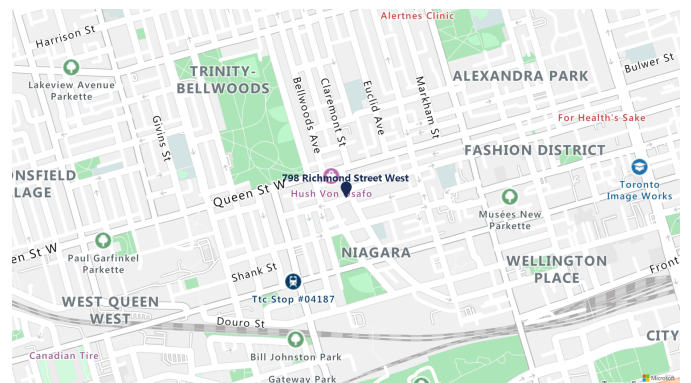 Alertnes Clinic
Harrison St
Bulwer St
TRINITY-
BELLWOODS
ALEXANDRA PARK
Lakeview Avenue
Parkette
Bellwoods Ave
Claremont St
Euclid Ave
Markham St
For Health's Sake
Givins St
FASHION DISTRICT
ONSFIELD
LAGE
798 Richmond Street West
Queen St W
Hush Von
Toronto
Image Works
Musées New
Parkette
en St W
Paul Garfinkel
Parkette
NIAGARA
WELLINGTON
PLACE
Front
Shank St
Ttc Stop #04187
WEST QUEEN
WEST
Douro St
CITY
Canadian Tire
Bill Johnston Park
Gateway Park
Microsoft